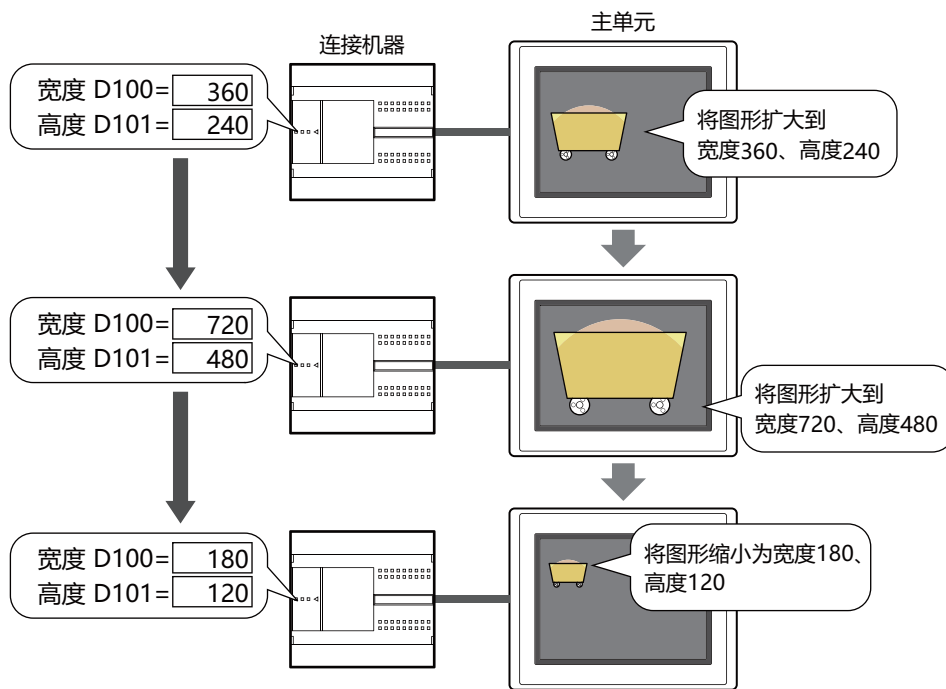 连接机器
主单元
宽度 D100= 360
高度 D101= 240
将图形扩大到
宽度360、高度240
宽度 D100= 720
高度 D101= 480
将图形扩大到
宽度720、高度480
宽度 D100= 180
高度 D101= 120
将图形缩小为宽度180、
高度120